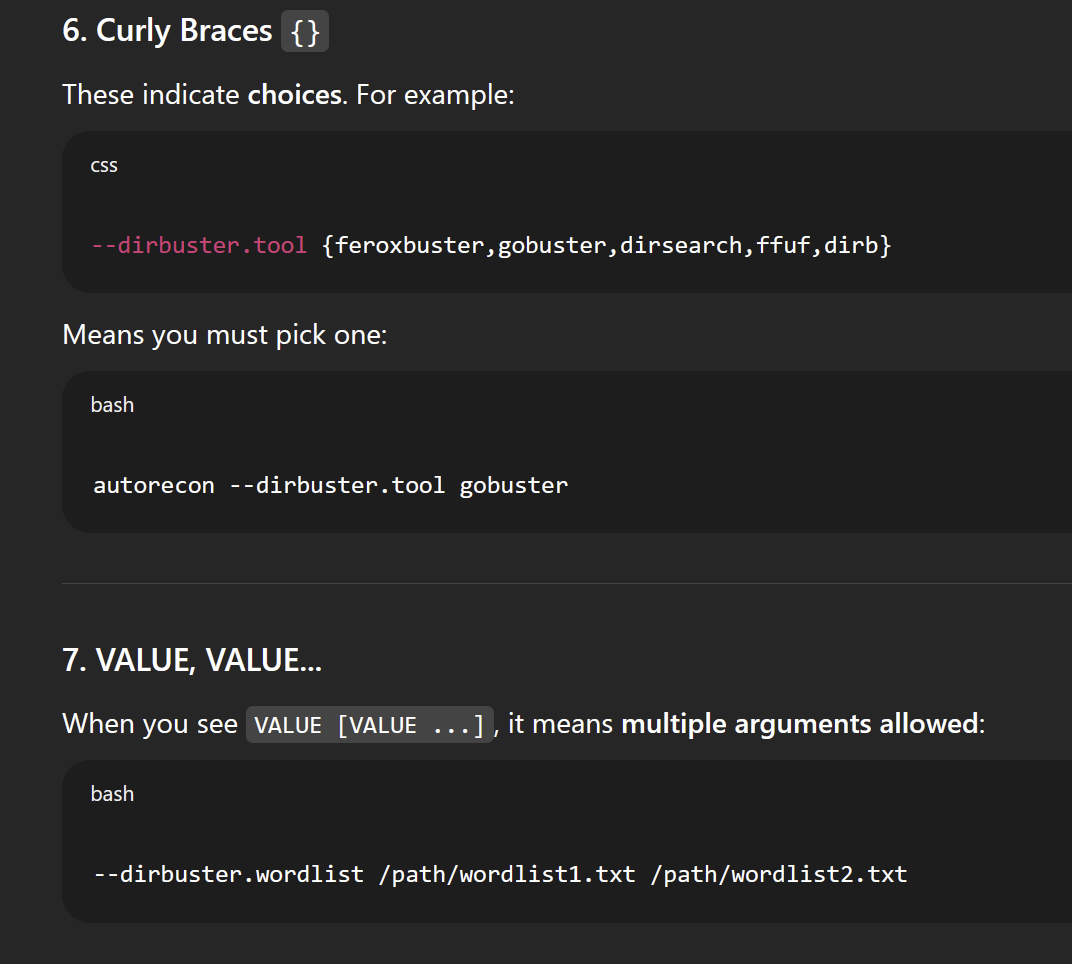 6. Curly Braces {}
These indicate choices. For example:
css
--dirbuster.tool {feroxbuster,gobuster,dirsearch,ffuf,dirb}
Means you must pick one:
bash
autorecon --dirbuster.tool gobuster
7. VALUE, VALUE...
When you see VALUE [VALUE ...], it means multiple arguments allowed:
bash
--dirbuster.wordlist /path/wordlist1.txt /path/wordlist2.txt